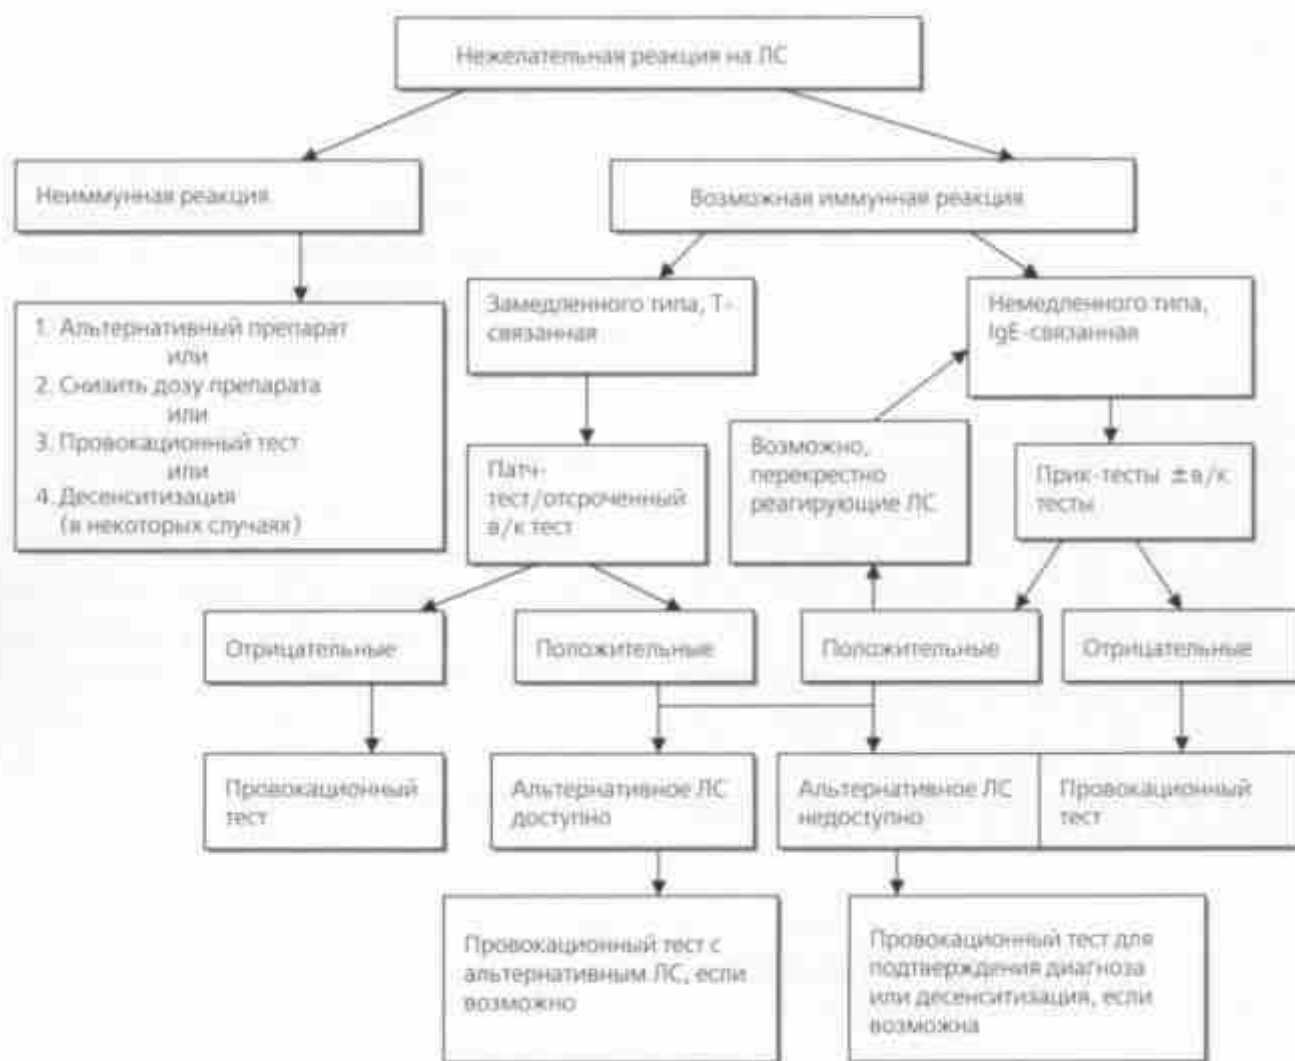 Нежелательная реакция на ЛС
Неиммунная реакция
Возможная иммунная реакция
1. Альтернативный препарат
или
2. Снизить дозу препарата
или
3. Провокационный тест
или
4. Десенситизация
(в некоторых случаях)
Замедленного типа, Т-
связанная
Немедленного типа,
IgE-связанная
Патч-
тест/отсроченный
в/к тест
Возможно,
перекрестно
реагирующие ЛС
Прик-тесты ±в/к
тесты
Отрицательные
Положительные
Положительные
Отрицательные
Провокационный
тест
Альтернативное ЛС
доступно
Альтернативное ЛС
недоступно
Провокационный
тест
Провокационный тест с
альтернативным ЛС, если
возможно
Провокационный тест для
подтверждения диагноза
или десенситизация, если
возможна